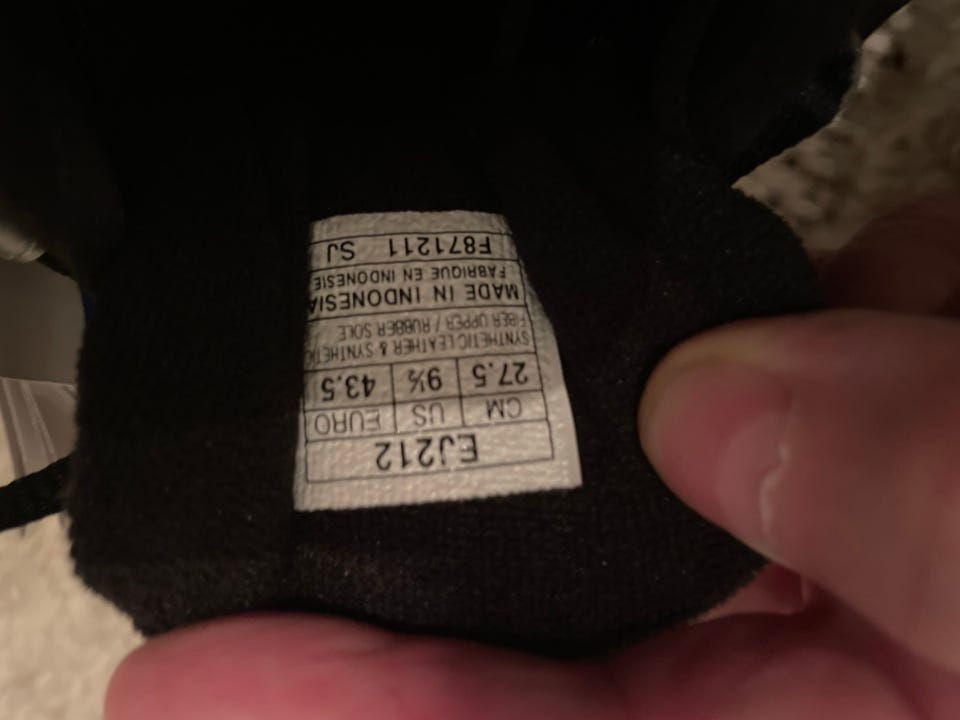 EJ212
CM US EURO
27.5 9½ 43.5
SYNTHETIC LEATHER & SYNTHETIC
FIBER UPPER / RUBBER SOLE
MADE IN INDONESIA
FABRIQUE EN INDONESIE
F871211 SJ